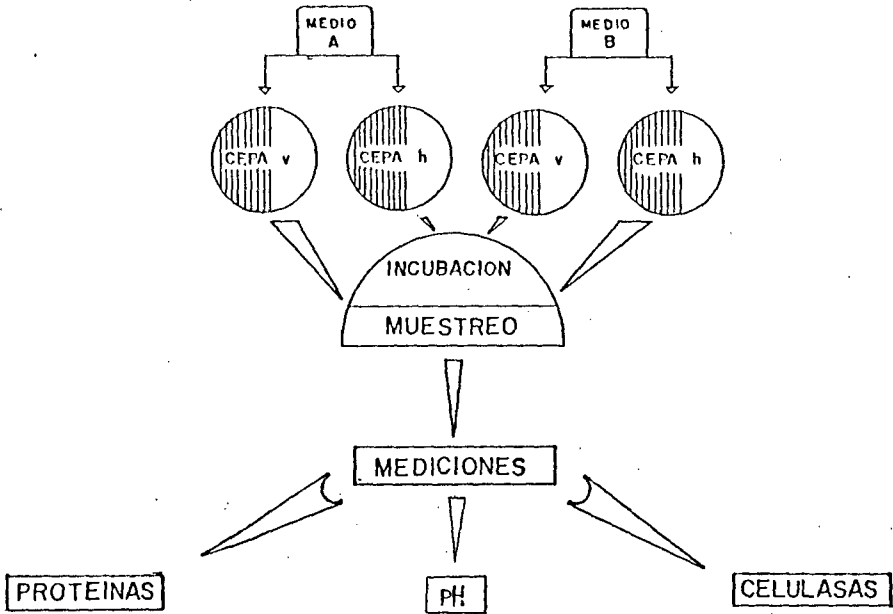 MEDIO
A
MEDIO
B
CEPA v
CEPA h
CEPA v
CEPA h
INCUBACION
MUESTREO
MEDICIONES
PROTEINAS
PH
CELULASAS